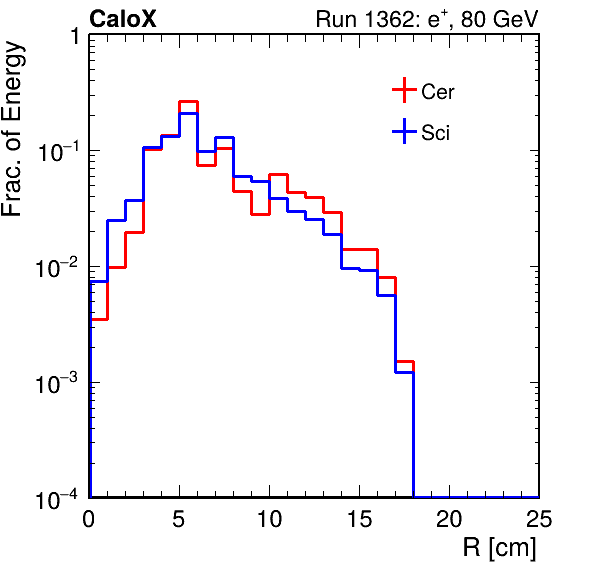 CaloX Run 1362: e⁺, 80 GeV
Frac. of Energy
1
10⁻¹
10⁻²
10⁻³
10⁻⁴
Cer
Sci
0 5 10 15 20 25
R [cm]